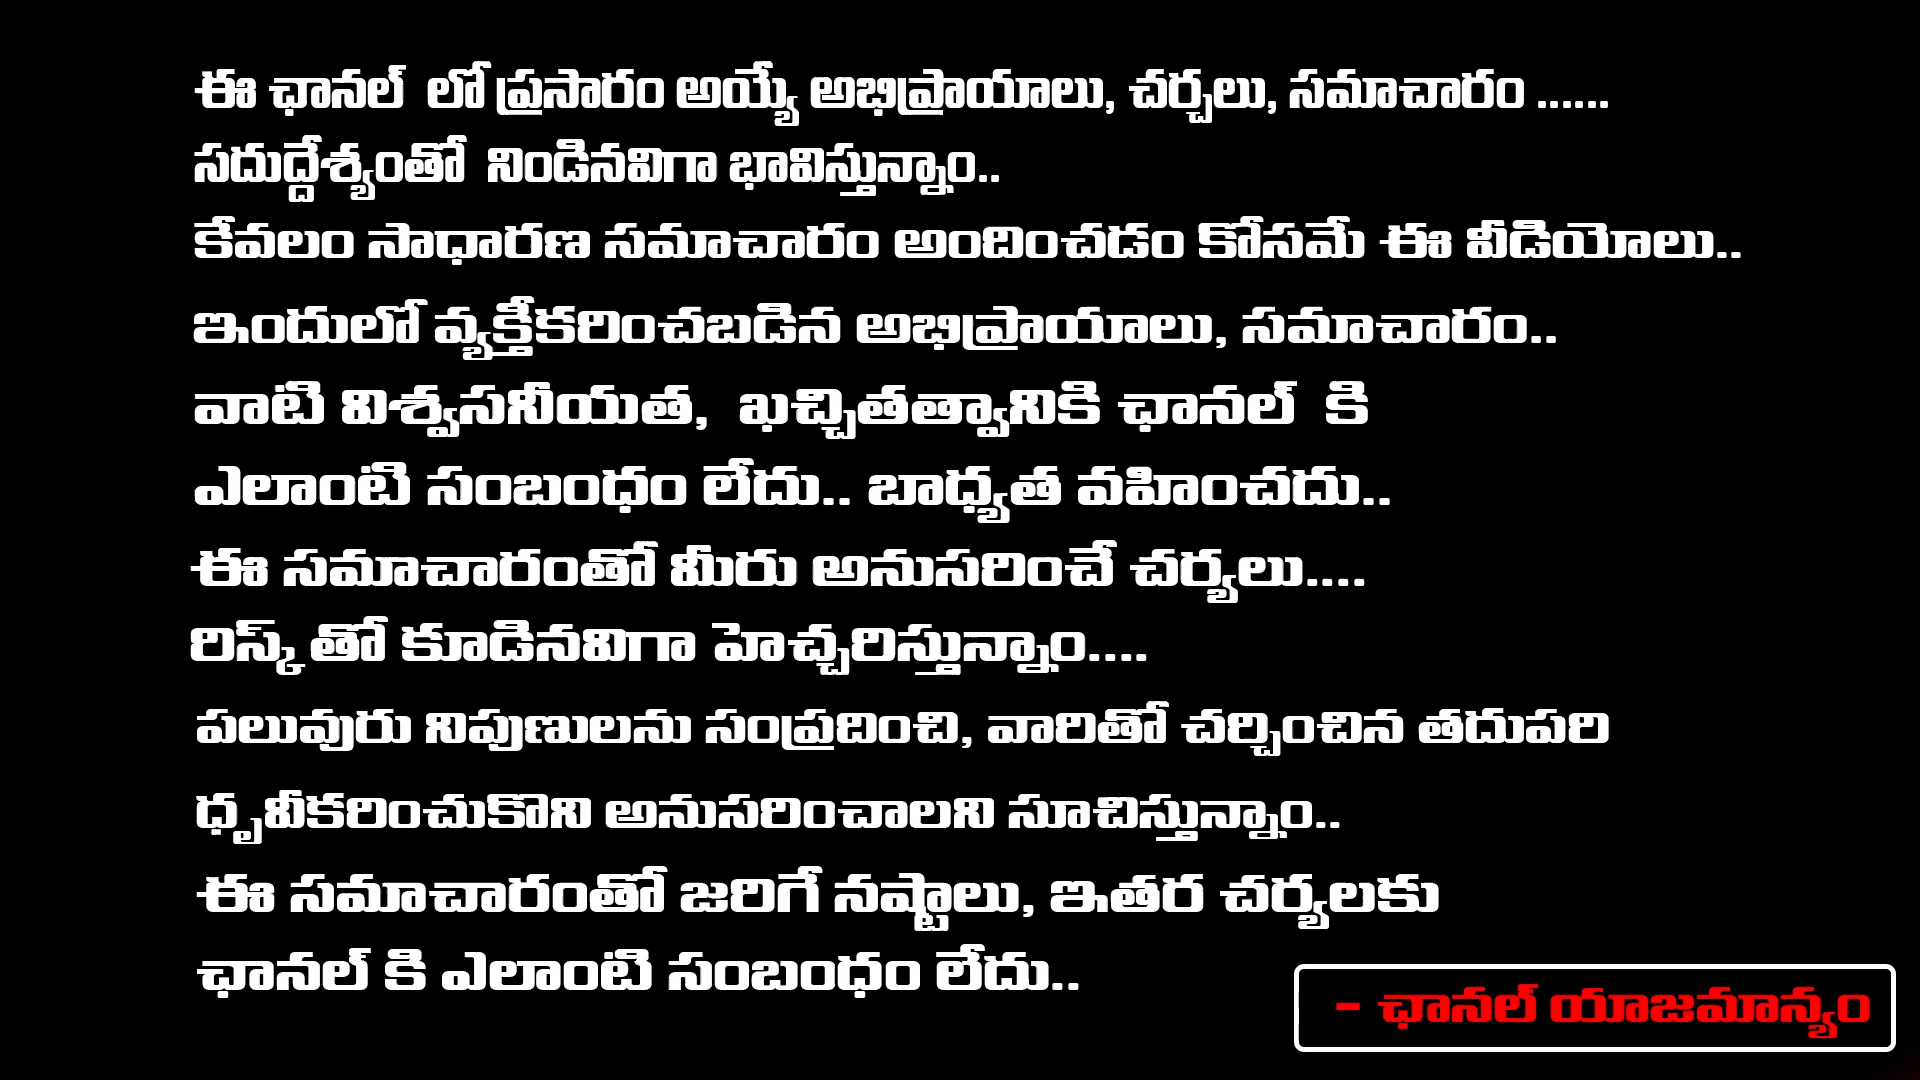 ఈ ఛానల్ లో ప్రసారం అయ్యే అభిప్రాయాలు, చర్చలు, సమాచారం ......
సదుద్దేశ్యంతో నిండినవిగా భావిస్తున్నాం..
కేవలం సాధారణ సమాచారం అందించడం కోసమే ఈ వీడియోలు..
ఇందులో వ్యక్తీకరించబడిన అభిప్రాయాలు, సమాచారం..
వాటి విశ్వసనీయత, ఖచ్చితత్వానికి ఛానల్ కి
ఎలాంటి సంబంధం లేదు.. బాధ్యత వహించదు..
ఈ సమాచారంతో మీరు అనుసరించే చర్యలు....
రిస్క్ తో కూడినవిగా హెచ్చరిస్తున్నాం....
పలువురు నిపుణులను సంప్రదించి, వారితో చర్చించిన తదుపరి
ధృవీకరించుకొని అనుసరించాలని సూచిస్తున్నాం..
ఈ సమాచారంతో జరిగే నష్టాలు, ఇతర చర్యలకు
ఛానల్ కి ఎలాంటి సంబంధం లేదు..
- ఛానల్ యాజమాన్యం